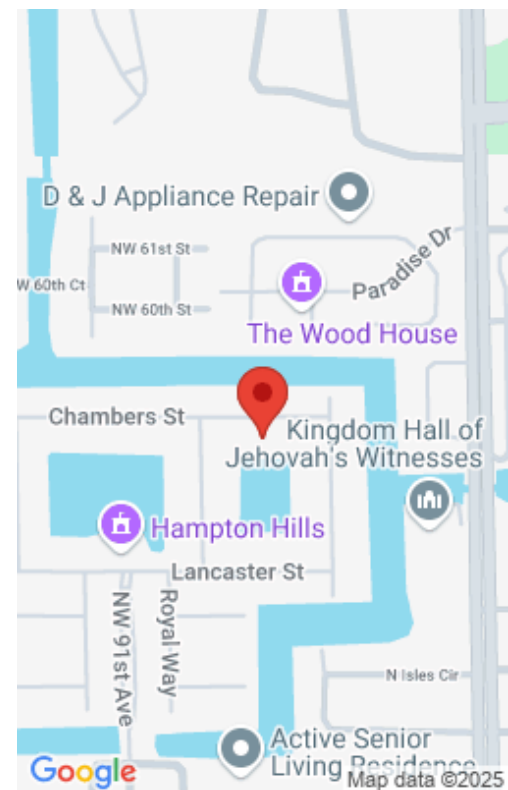 D & J Appliance Repair
NW 61st St
Paradise Dr
W 60th Ct
NW 60th St
The Wood House
Chambers St
Kingdom Hall of
Jehovah's Witnesses
Hampton Hills
Lancaster St
NW 91st Ave
Royal Way
N Isles Cir
Active Senior
Living Residence
Google
Map data ©2025